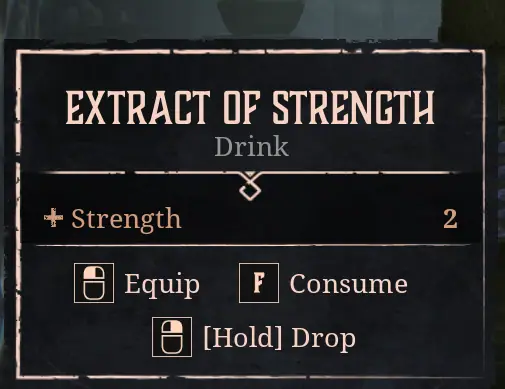 EXTRACT OF STRENGTH
Drink
+ Strength 2
Equip F Consume
[Hold] Drop